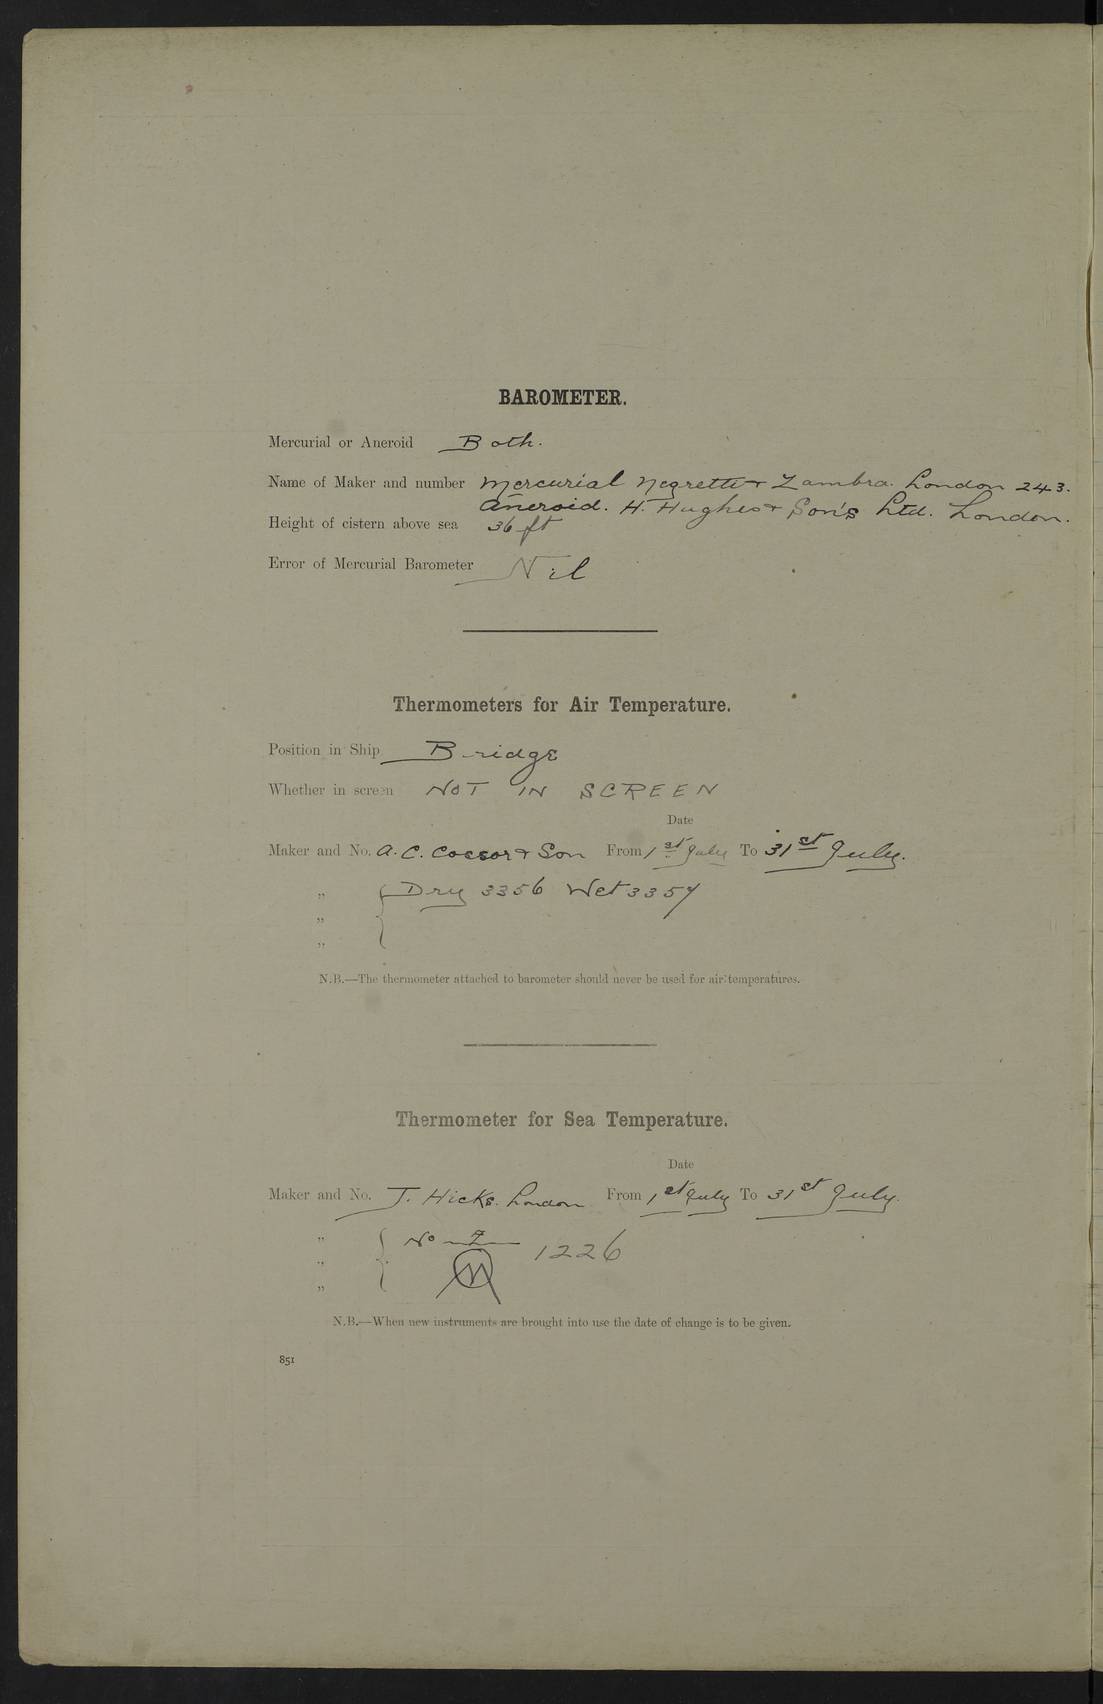 BAROMETER.
Mercurial or Aneroid Both.
Name of Maker and number Mercurial Negretti & Zambra. London 243.
Aneroid. H. Hughes & Son's Ltd. London.
Height of cistern above sea 36 ft
Error of Mercurial Barometer Nil
Thermometers for Air Temperature.
Position in Ship Bridge
Whether in screen NOT IN SCREEN
Date
Maker and No. A. C. Cossor & Son From 1st July To 31st July.
„ { Dry 3356 Wet 3357
„
„
N.B.—The thermometer attached to barometer should never be used for air temperatures.
Thermometer for Sea Temperature.
Date
Maker and No. J. Hicks. London From 1st July To 31st July.
„ { No 1226
„
„
N.B.—When new instruments are brought into use the date of change is to be given.
851